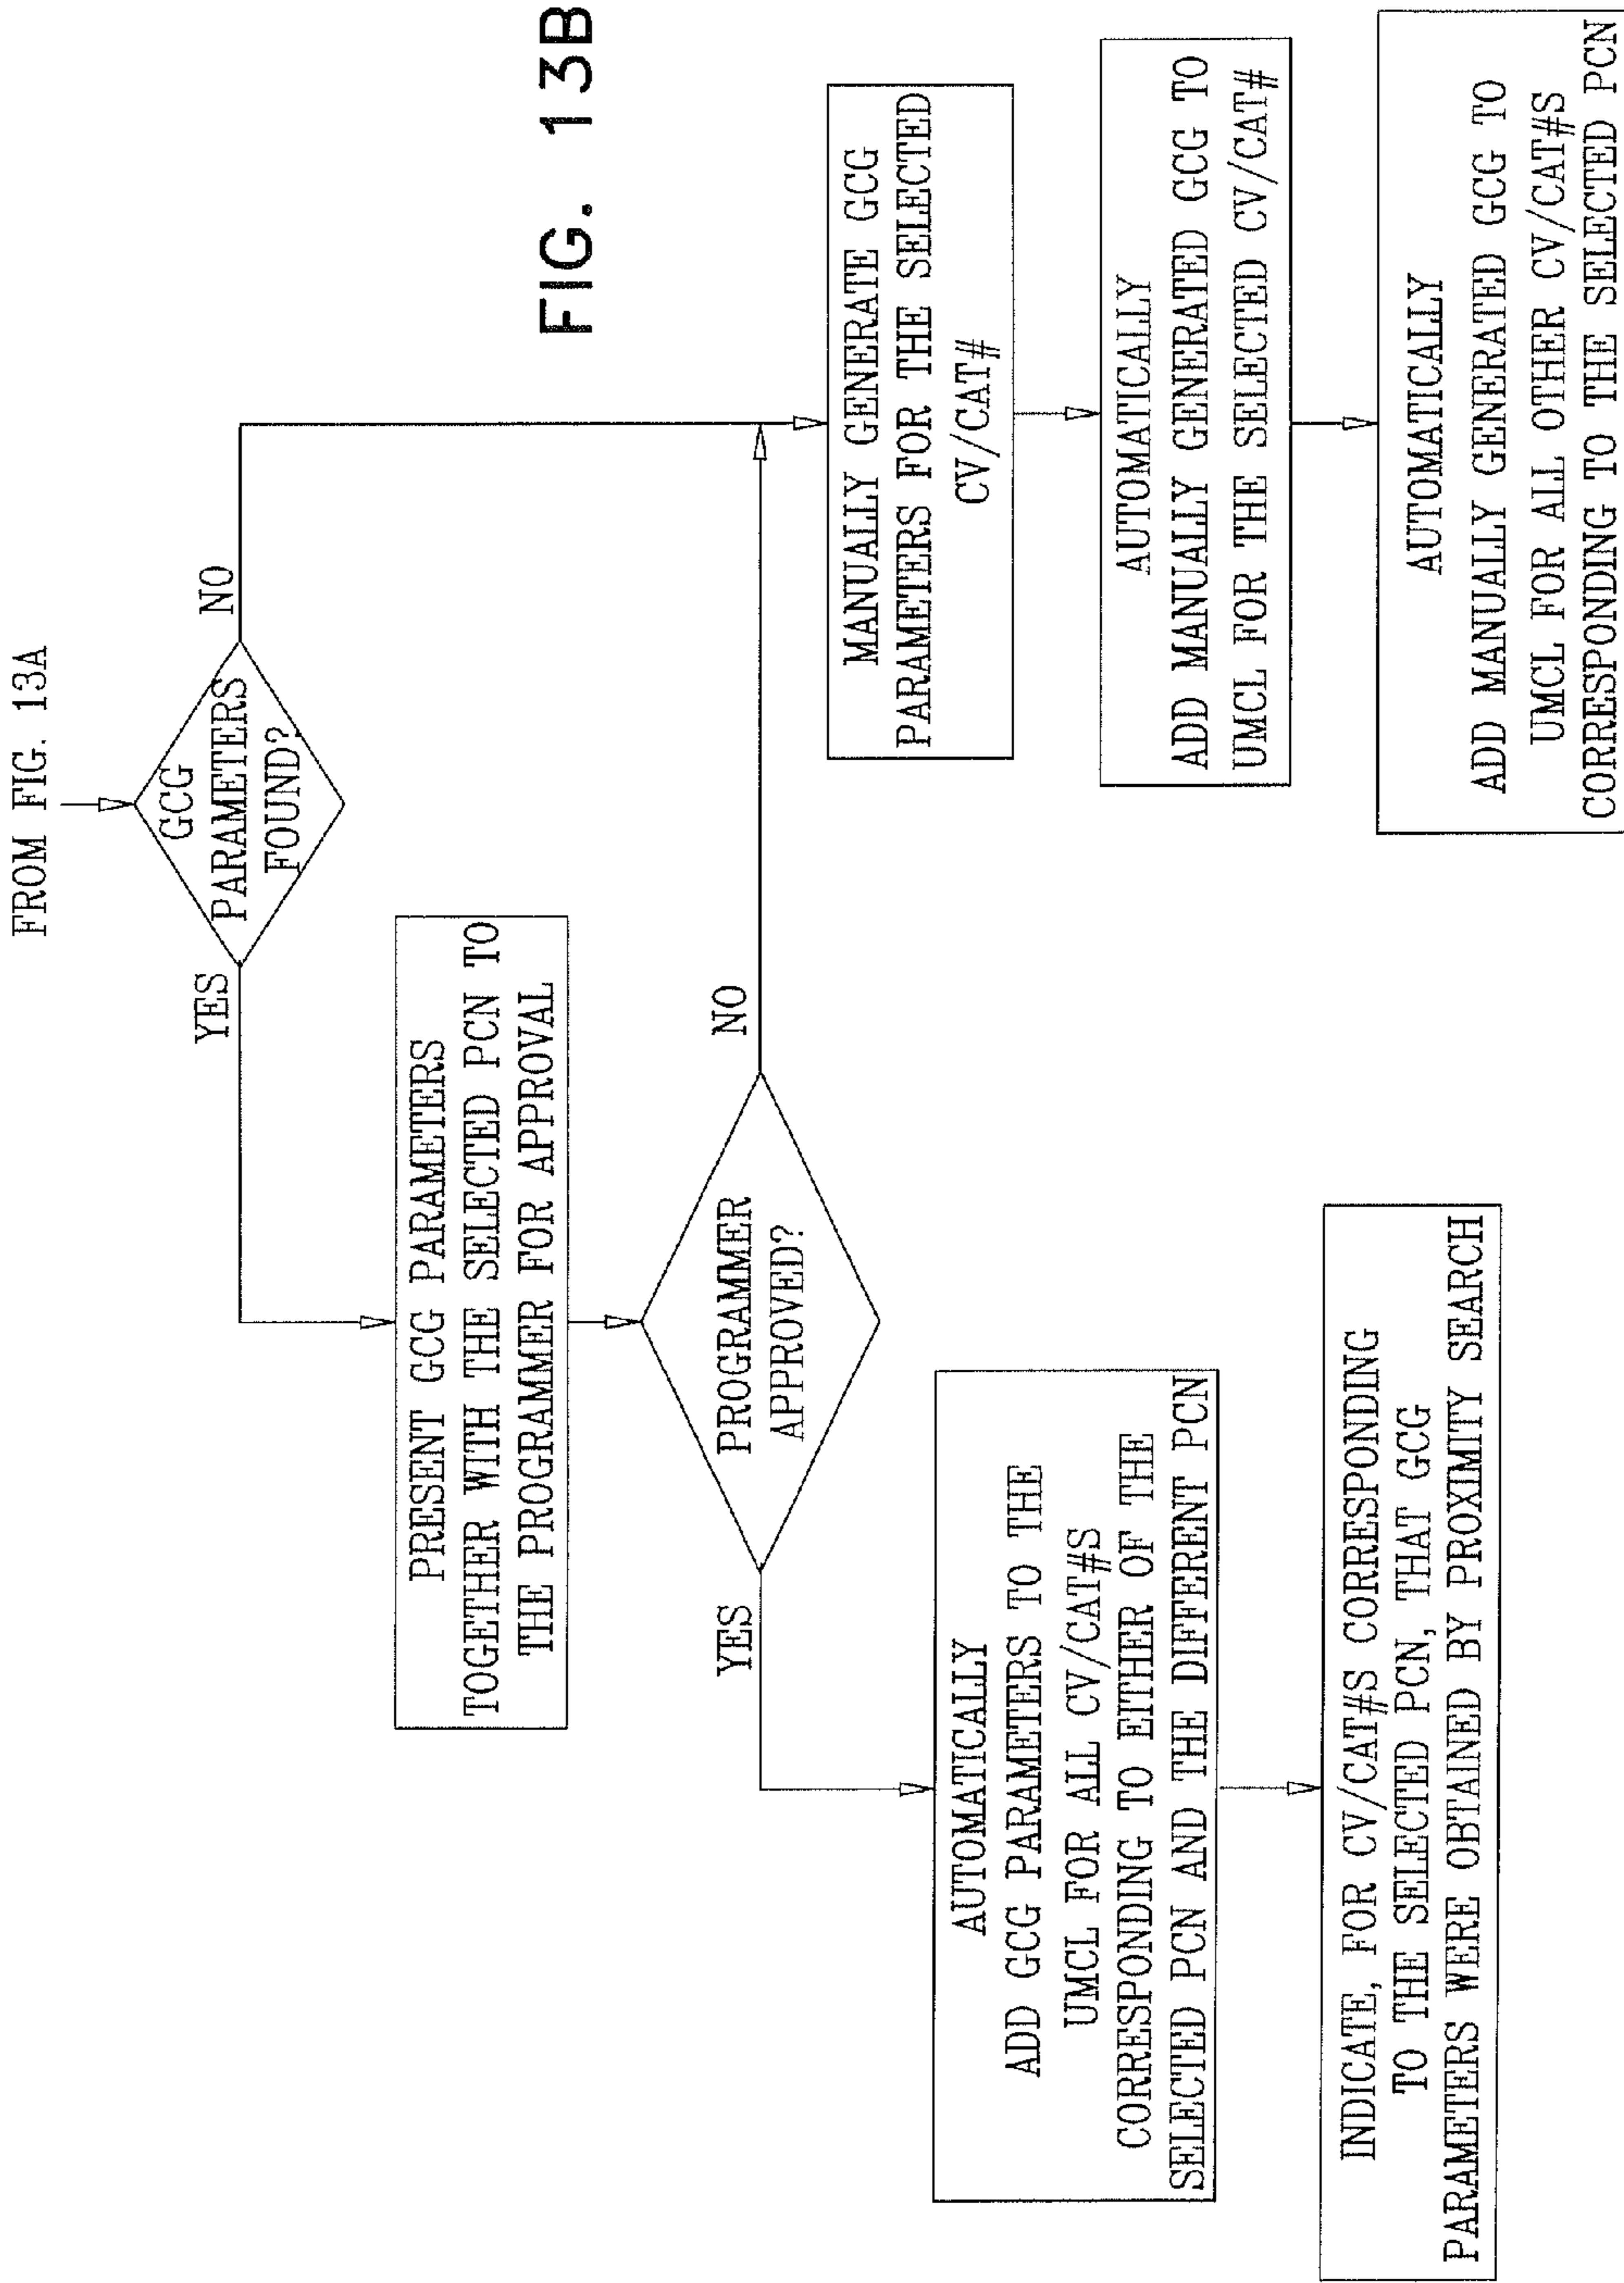 FROM FIG. 13A
GCG
PARAMETERS
FOUND?
YES
NO
PRESENT GCG PARAMETERS
TOGETHER WITH THE SELECTED PCN TO
THE PROGRAMMER FOR APPROVAL
PROGRAMMER
APPROVED?
YES
NO
AUTOMATICALLY
ADD GCG PARAMETERS TO THE
UMCL FOR ALL CV/CAT#S
CORRESPONDING TO EITHER OF THE
SELECTED PCN AND THE DIFFERENT PCN
INDICATE, FOR CV/CAT#S CORRESPONDING
TO THE SELECTED PCN, THAT GCG
PARAMETERS WERE OBTAINED BY PROXIMITY SEARCH
FIG. 13B
MANUALLY GENERATE GCG
PARAMETERS FOR THE SELECTED
CV/CAT#
AUTOMATICALLY
ADD MANUALLY GENERATED GCG TO
UMCL FOR THE SELECTED CV/CAT#
AUTOMATICALLY
ADD MANUALLY GENERATED GCG TO
UMCL FOR ALL OTHER CV/CAT#S
CORRESPONDING TO THE SELECTED PCN